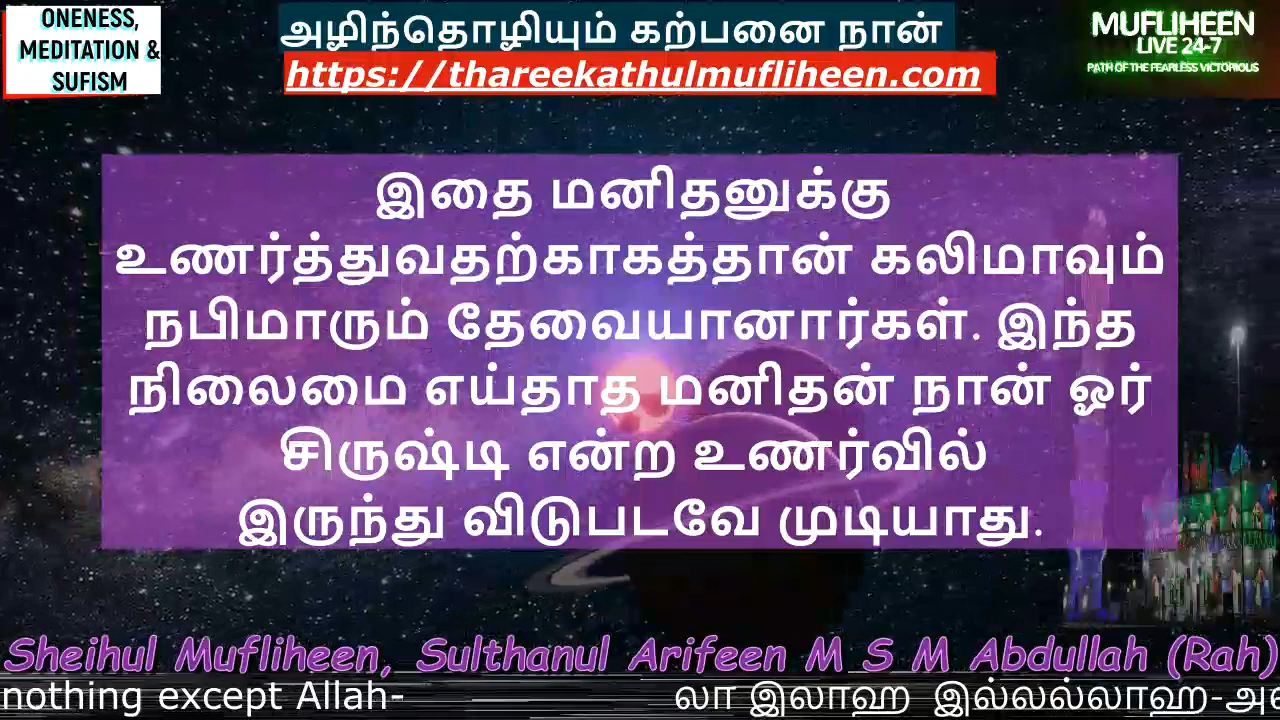 ONENESS,
MEDITATION &
SUFISM
அழிந்தொழியும் கற்பனை நான்
https://thareekathulmufliheen.com
MUFLIHEEN
LIVE 24-7
PATH OF THE FEARLESS VICTORIOUS
இதை மனிதனுக்கு
உணர்த்துவதற்காகத்தான் கலிமாவும்
நபிமாரும் தேவையானார்கள். இந்த
நிலைமை எய்தாத மனிதன் நான் ஓர்
சிருஷ்டி என்ற உணர்வில்
இருந்து விடுபடவே முடியாது.
Sheihul Mufliheen, Sulthanul Arifeen M S M Abdullah (Rah)
nothing except Allah- லா இலாஹ இல்லல்லாஹ-அல